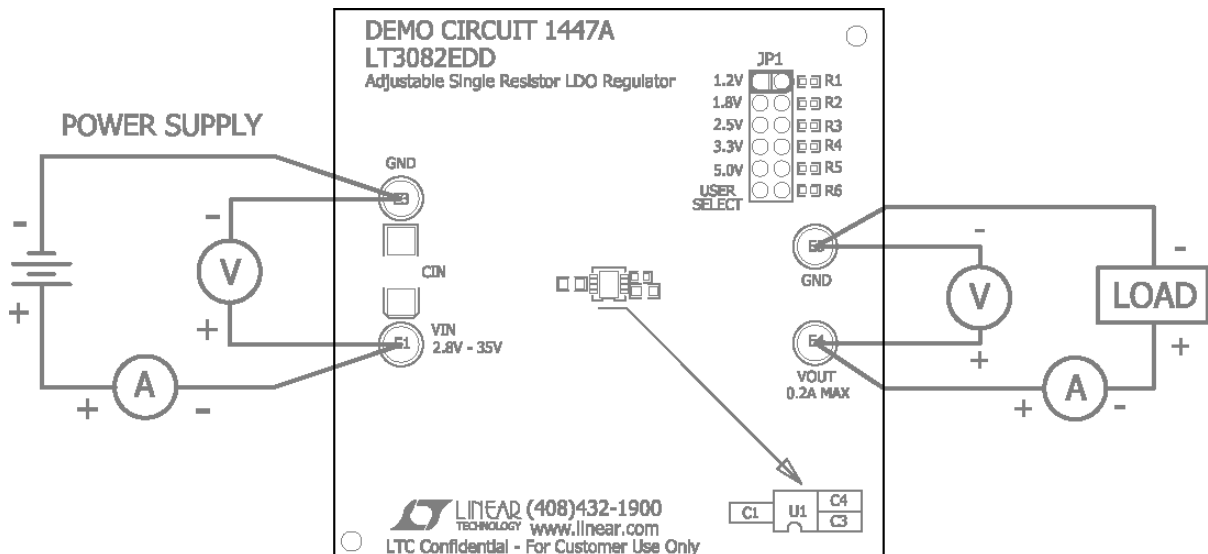 DEMO CIRCUIT 1447A
LT3082EDD
Adjustable Single Resistor LDO Regulator
JP1
1.2V R1
1.8V R2
2.5V R3
3.3V R4
5.0V R5
USER SELECT R6
POWER SUPPLY
GND
-
-
V
+
+
A
+
-
CIN
E1
VIN
2.8V - 35V
GND
E4
VOUT
0.2A MAX
-
V
+
-
LOAD
+
A
+
-
C1
U1
C4
C3
LT LINEAR (408)432-1900
TECHNOLOGY www.linear.com
LTC Confidential - For Customer Use Only